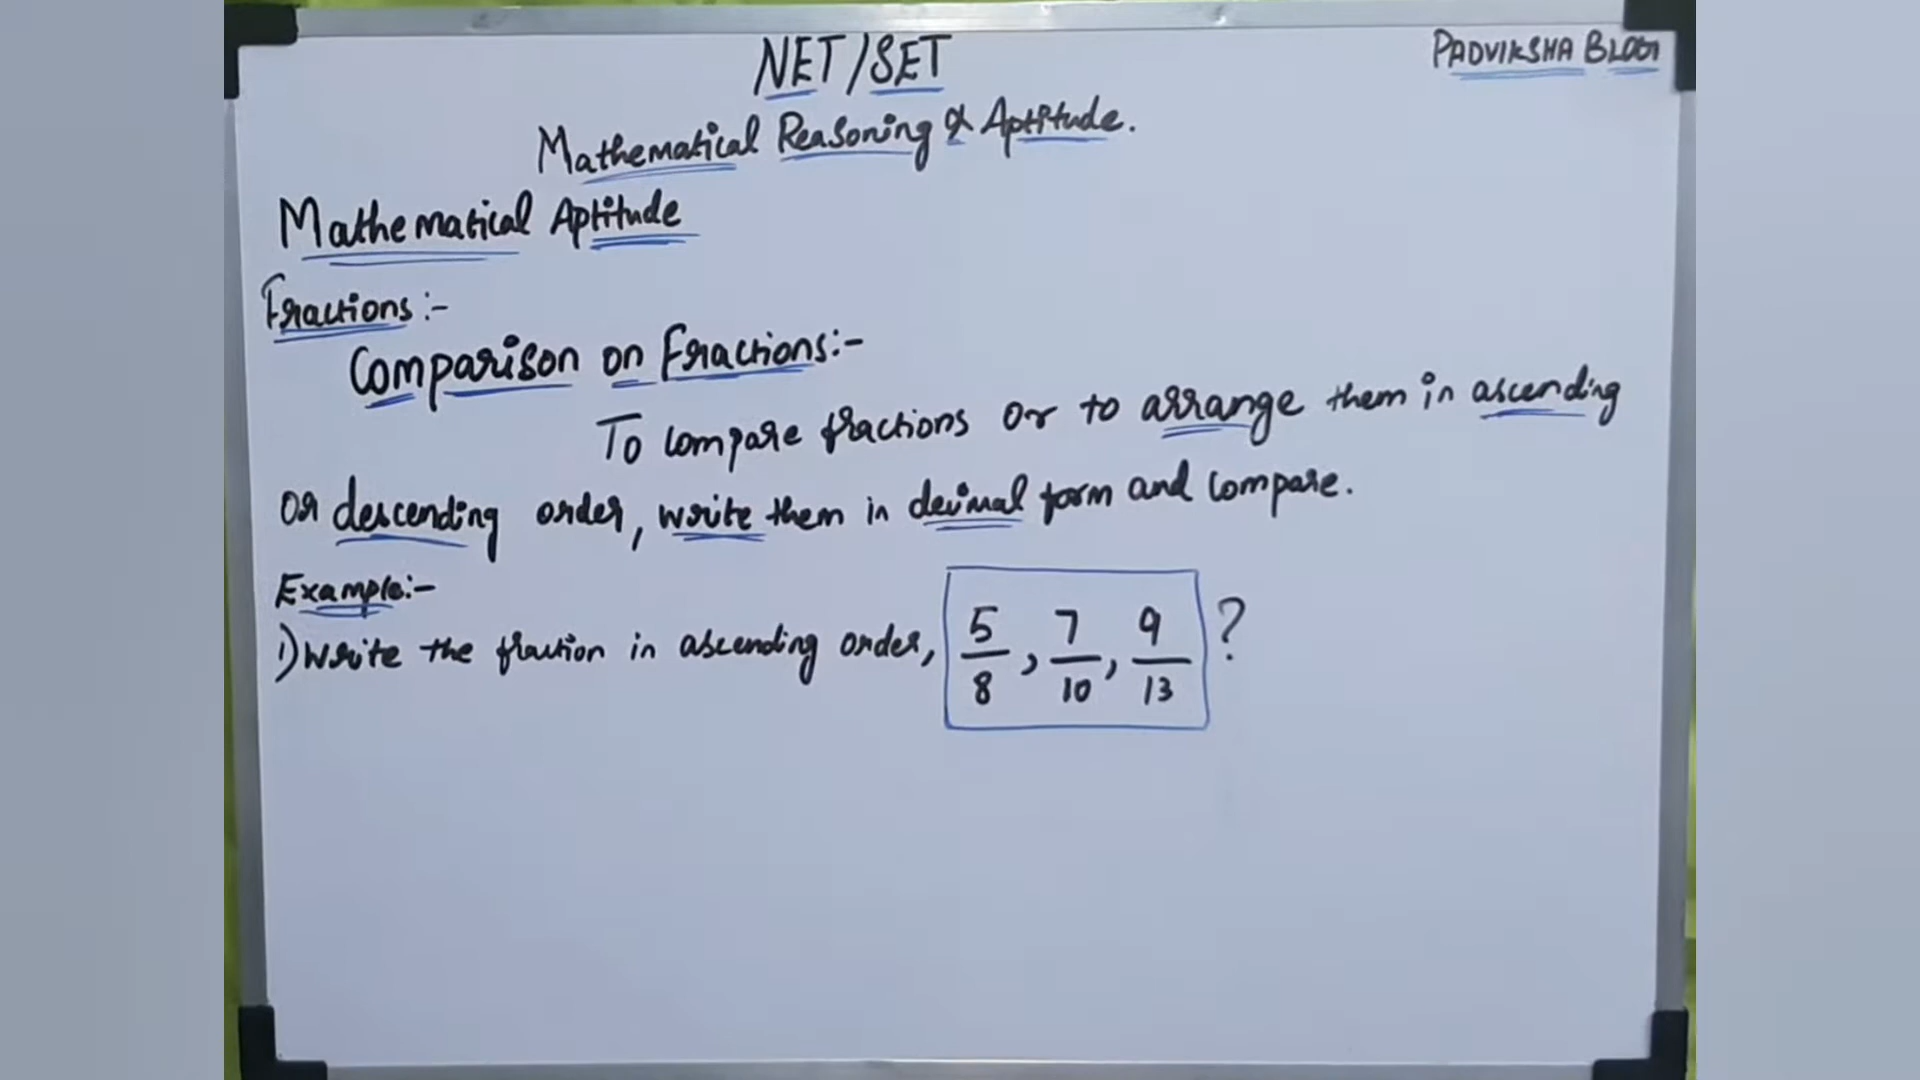 NET/SET
PADVIKSHA BLOG
Mathematical Reasoning & Aptitude.
Mathematical Aptitude
Fractions:-
Comparison on Fractions:-
To compare fractions or to arrange them in ascending
or descending order, write them in decimal form and compare.
Example:-
1) Write the fraction in ascending order, 5/8, 7/10, 9/13 ?